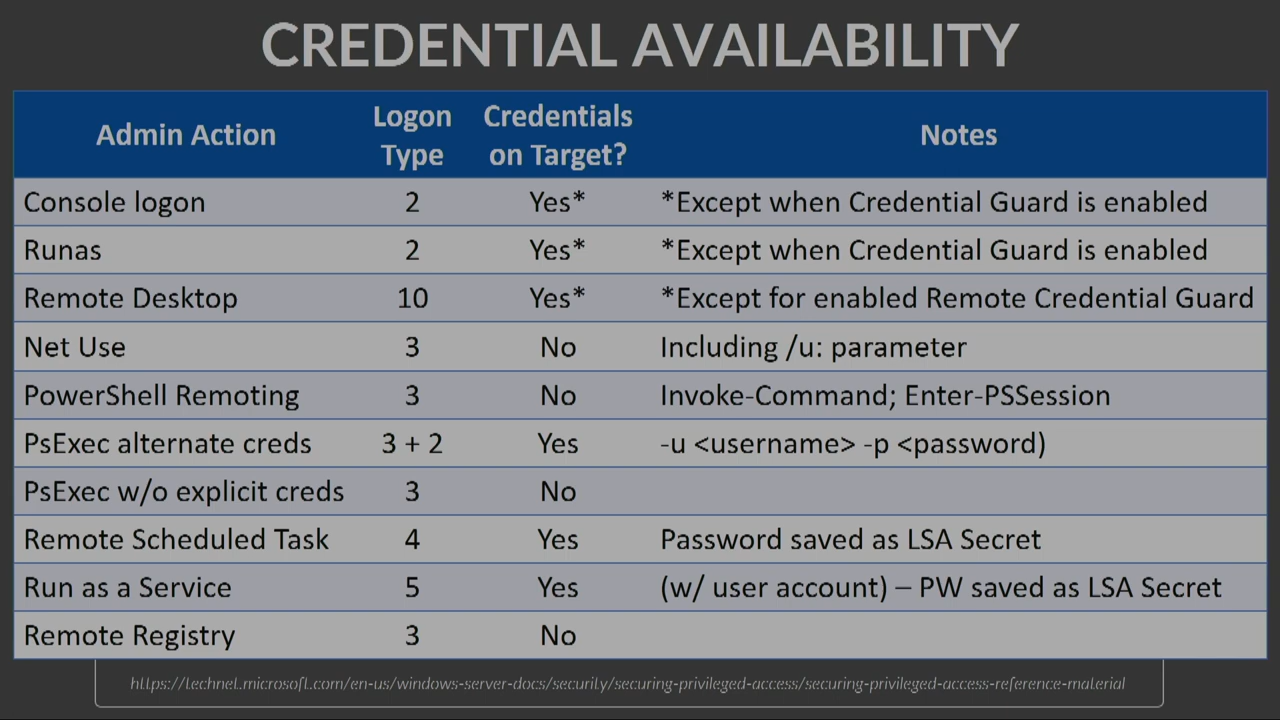 CREDENTIAL AVAILABILITY
Admin Action Logon Type Credentials on Target? Notes
Console logon 2 Yes* *Except when Credential Guard is enabled
Runas 2 Yes* *Except when Credential Guard is enabled
Remote Desktop 10 Yes* *Except for enabled Remote Credential Guard
Net Use 3 No Including /u: parameter
PowerShell Remoting 3 No Invoke-Command; Enter-PSSession
PsExec alternate creds 3 + 2 Yes -u <username> -p <password)
PsExec w/o explicit creds 3 No
Remote Scheduled Task 4 Yes Password saved as LSA Secret
Run as a Service 5 Yes (w/ user account) – PW saved as LSA Secret
Remote Registry 3 No
https://technet.microsoft.com/en-us/windows-server-docs/security/securing-privileged-access/securing-privileged-access-reference-material